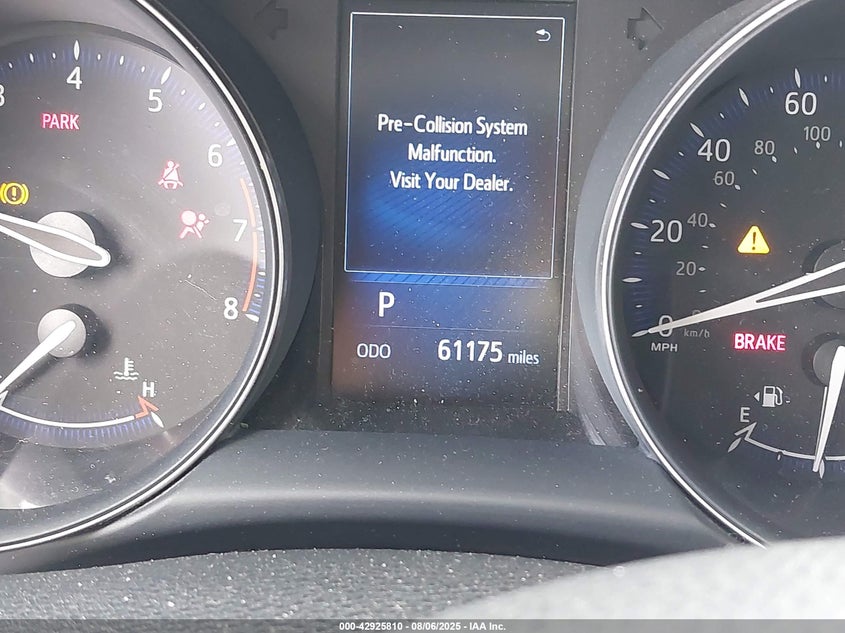 3
4
5
6
7
8
PARK
H
Pre-Collision System
Malfunction.
Visit Your Dealer.
P
ODO 61175 miles
60
40
20
0
100
80
60
40
20
km/h
MPH
BRAKE
E
000-42925810 - 08/06/2025 - IAA Inc.